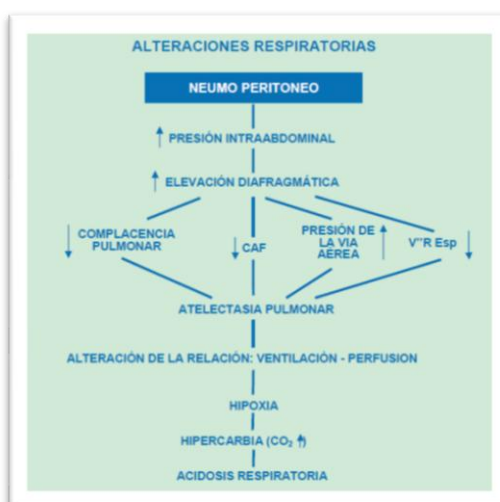 ALTERACIONES RESPIRATORIAS
NEUMO PERITONEO
↑ PRESIÓN INTRAABDOMINAL
↑ ELEVACIÓN DIAFRAGMÁTICA
↓ COMPLACENCIA
PULMONAR
↓ CAF
PRESIÓN DE
LA VIA
AÉREA ↑
V''R Esp ↓
ATELECTASIA PULMONAR
ALTERACIÓN DE LA RELACIÓN: VENTILACIÓN - PERFUSION
HIPOXIA
HIPERCARBIA (CO₂ ↑)
ACIDOSIS RESPIRATORIA